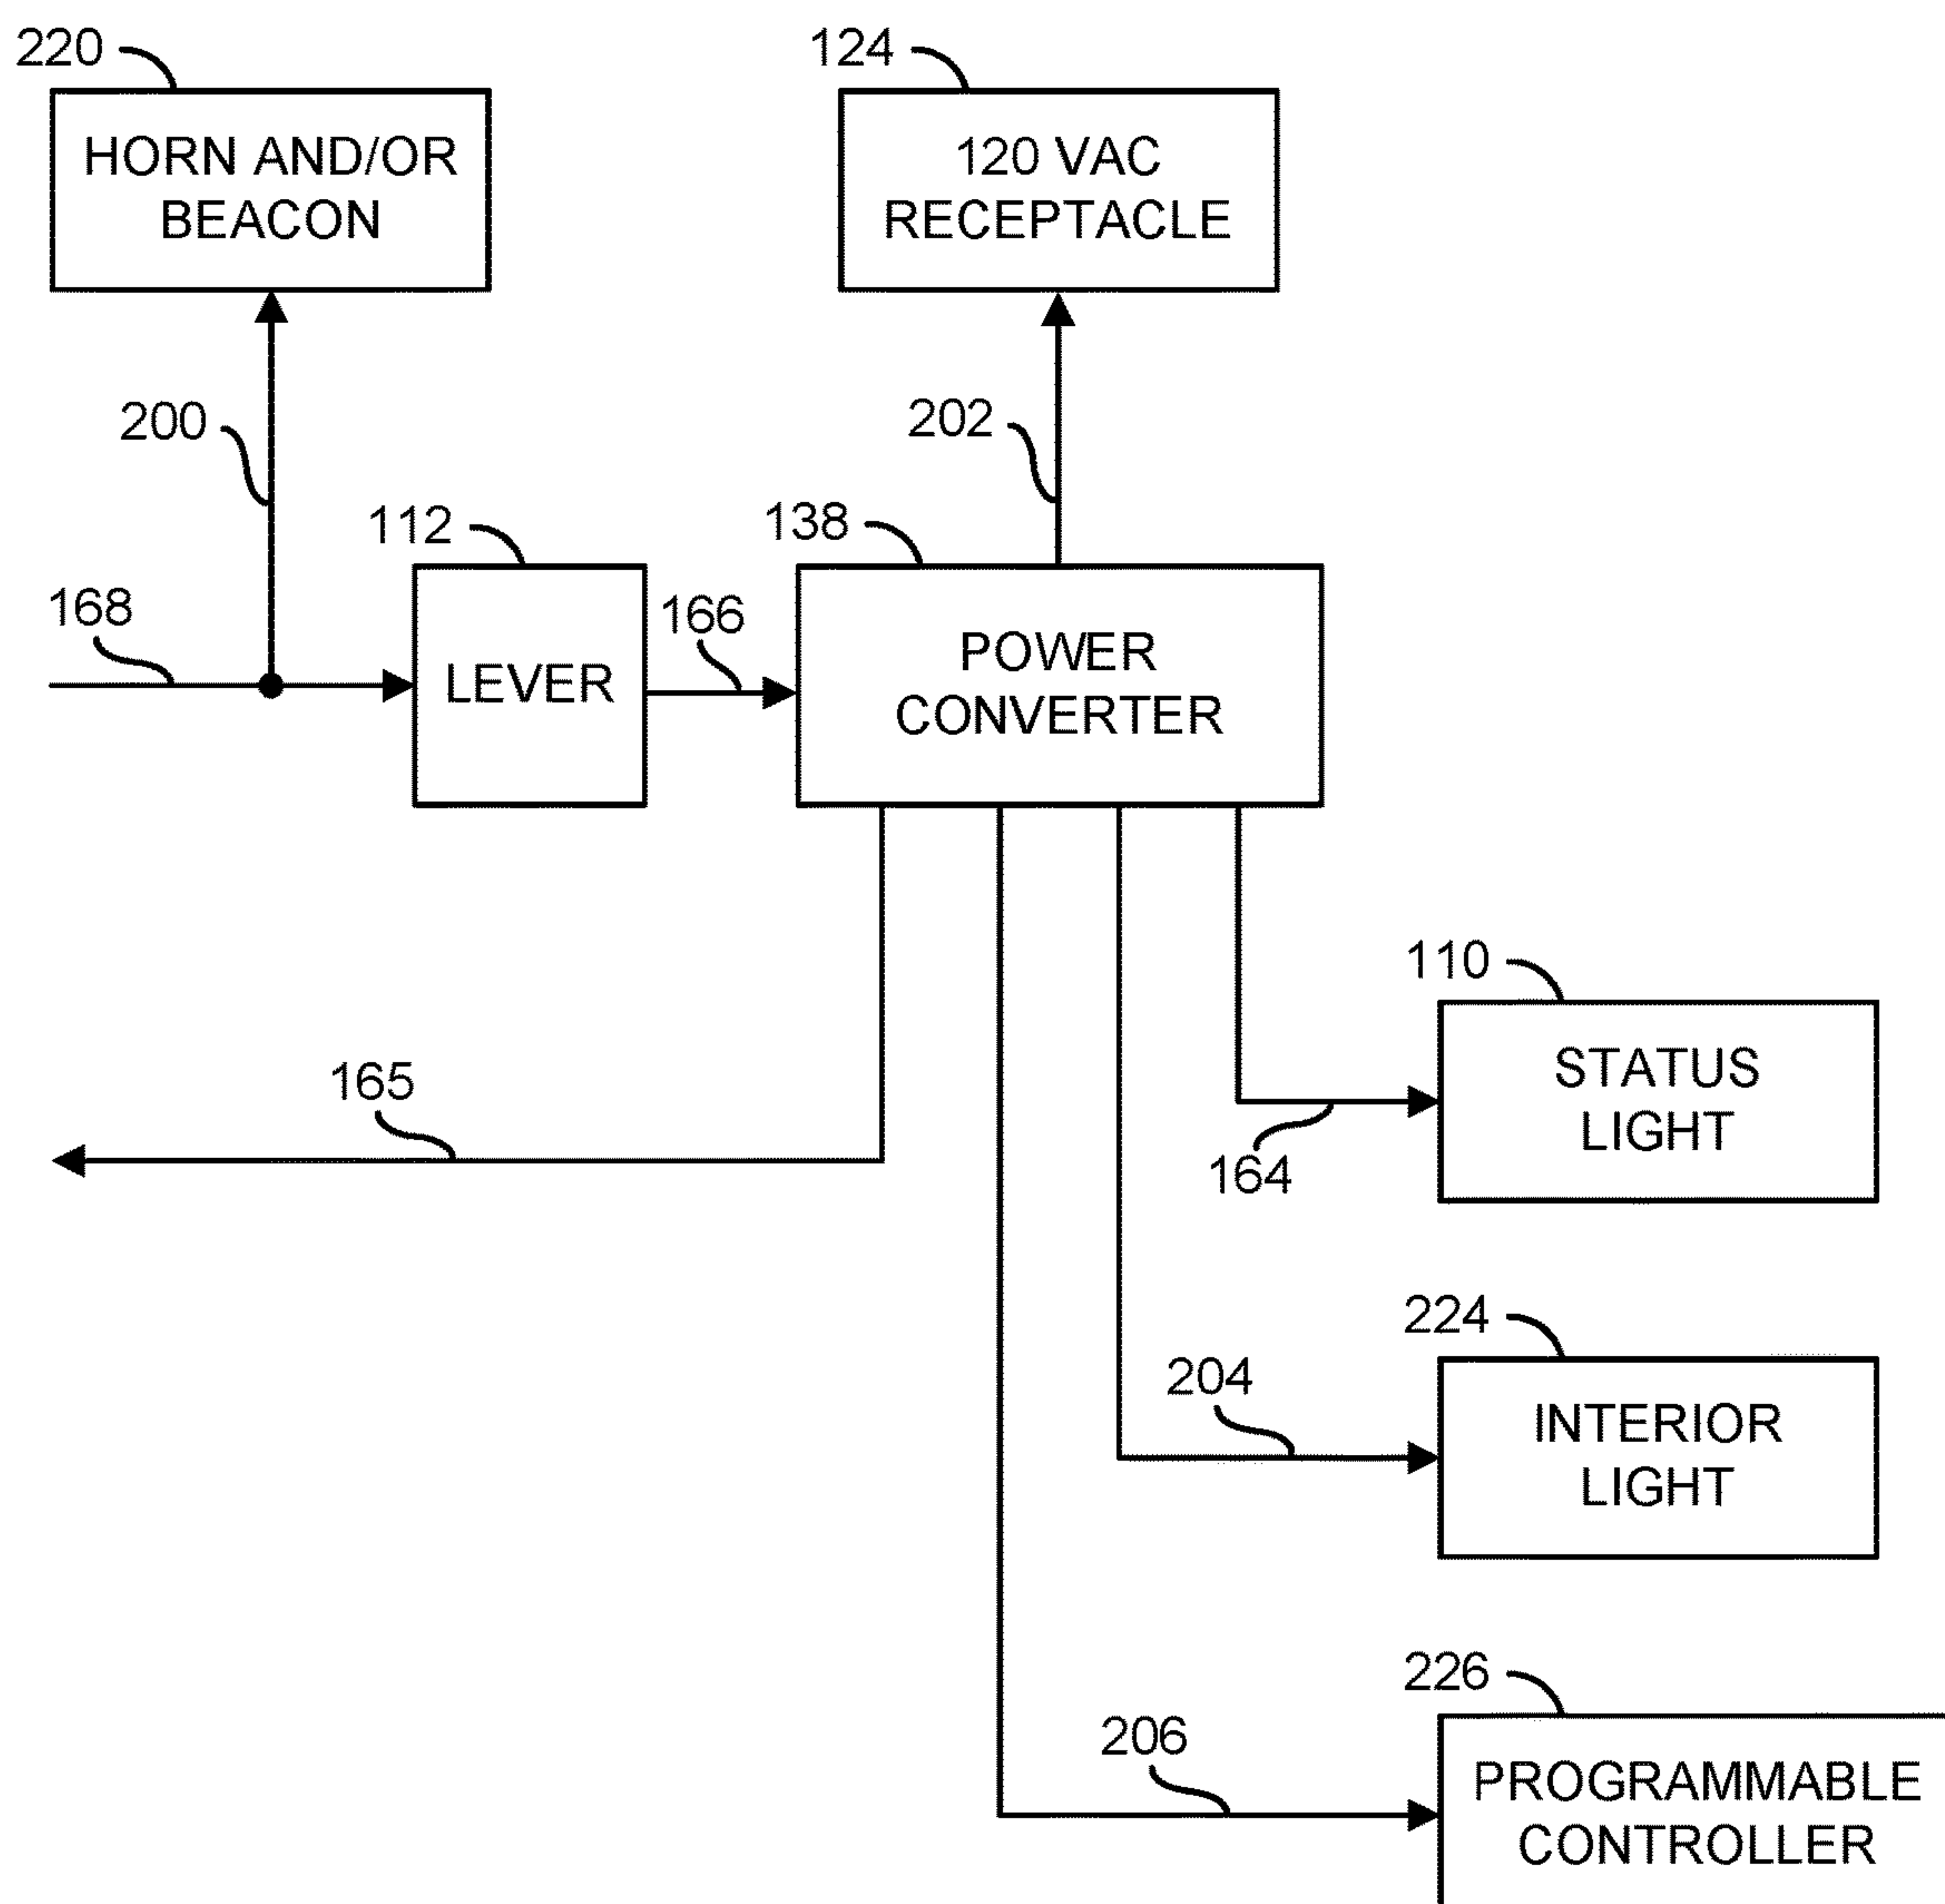 220
124
HORN AND/OR
BEACON
120 VAC
RECEPTACLE
200
202
112
138
168
166
LEVER
POWER
CONVERTER
110
STATUS
LIGHT
165
164
224
204
INTERIOR
LIGHT
226
206
PROGRAMMABLE
CONTROLLER